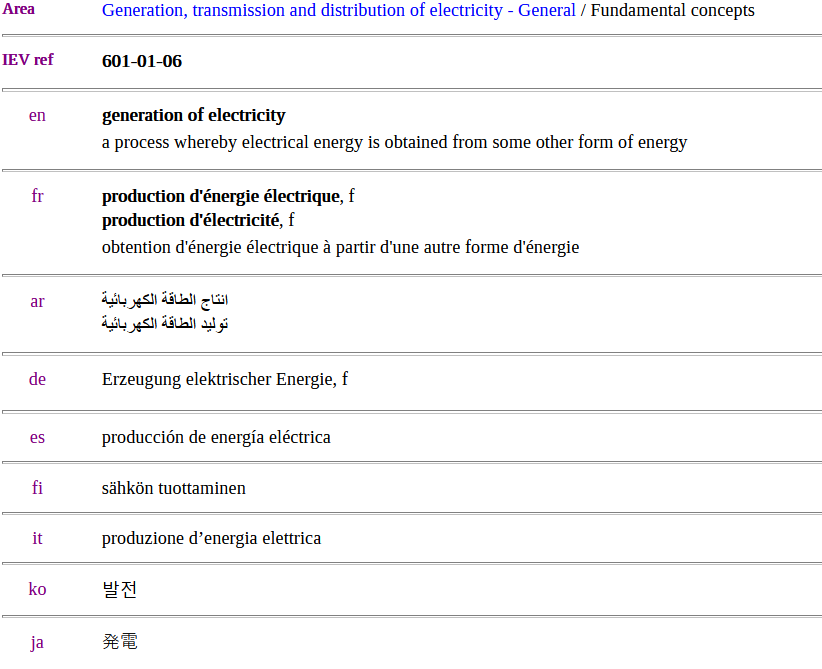 Area Generation, transmission and distribution of electricity - General / Fundamental concepts
IEV ref 601-01-06
en generation of electricity
a process whereby electrical energy is obtained from some other form of energy
fr production d'énergie électrique, f
production d'électricité, f
obtention d'énergie électrique à partir d'une autre forme d'énergie
ar انتاج الطاقة الكهربائية
توليد الطاقة الكهربائية
de Erzeugung elektrischer Energie, f
es producción de energía eléctrica
fi sähkön tuottaminen
it produzione d’energia elettrica
ko 발전
ja 発電